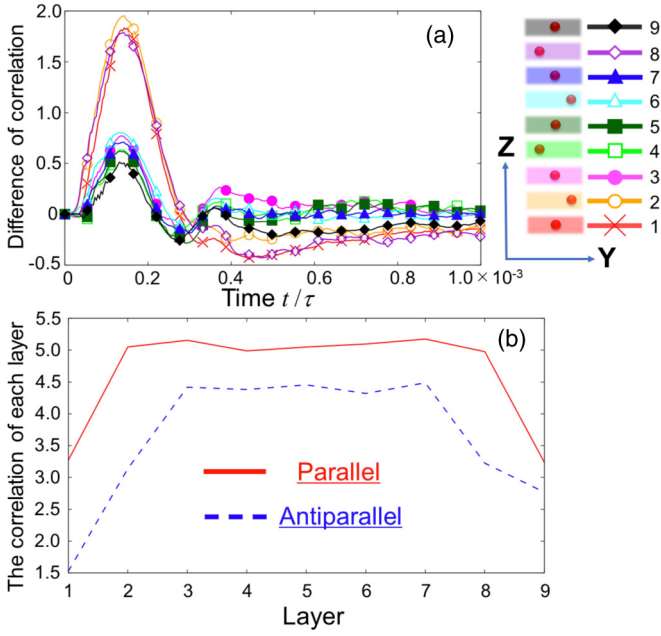 (a)
Difference of correlation
2.0
1.5
1.0
0.5
0.0
-0.5
0 0.2 0.4 0.6 0.8 1.0 × 10⁻³
Time t/τ
9
8
7
6
5
4
3
2
1
Z
Y
(b)
The correlation of each layer
5.5
5.0
4.5
4.0
3.5
3.0
2.5
2.0
1.5
Parallel
Antiparallel
1 2 3 4 5 6 7 8 9
Layer